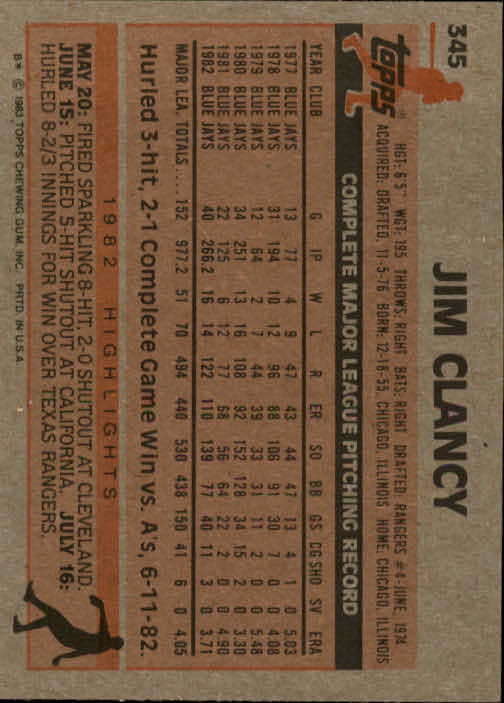 345
topps®
JIM CLANCY
HGT: 6'5" WGT: 195 THROWS: RIGHT BATS: RIGHT DRAFTED: RANGERS #4-JUNE, 1974
ACQUIRED: DRAFTED, 11-5-76 BORN: 12-18-55, CHICAGO, ILLINOIS HOME: CHICAGO, ILLINOIS
COMPLETE MAJOR LEAGUE PITCHING RECORD
YEAR CLUB G IP W L R ER SO BB GS CG SHO SV ERA
1977 BLUE JAYS 13 77 4 9 47 43 44 47 13 4 1 0 5.03
1978 BLUE JAYS 31 194 10 12 96 88 106 91 30 7 0 0 4.08
1979 BLUE JAYS 12 64 2 7 44 39 33 31 11 2 0 0 5.48
1980 BLUE JAYS 34 251 13 16 108 92 152 128 34 15 2 0 3.30
1981 BLUE JAYS 22 125 6 12 77 68 56 64 22 2 0 0 4.90
1982 BLUE JAYS 40 266.2 16 14 122 110 139 77 40 11 3 0 3.71
MAJOR LEA. TOTALS .... 152 977.2 51 70 494 440 530 438 150 41 6 0 4.05
Hurled 3-hit, 2-1 Complete Game Win vs. A's, 6-11-82.
1982 HIGHLIGHTS
MAY 20: FIRED SPARKLING 8-HIT, 2-0 SHUTOUT AT CLEVELAND.
JUNE 15: PITCHED 5-HIT SHUTOUT AT CALIFORNIA. JULY 16:
HURLED 8-2/3 INNINGS FOR WIN OVER TEXAS RANGERS.
B* © 1983 TOPPS CHEWING GUM, INC. PRTD. IN U.S.A.